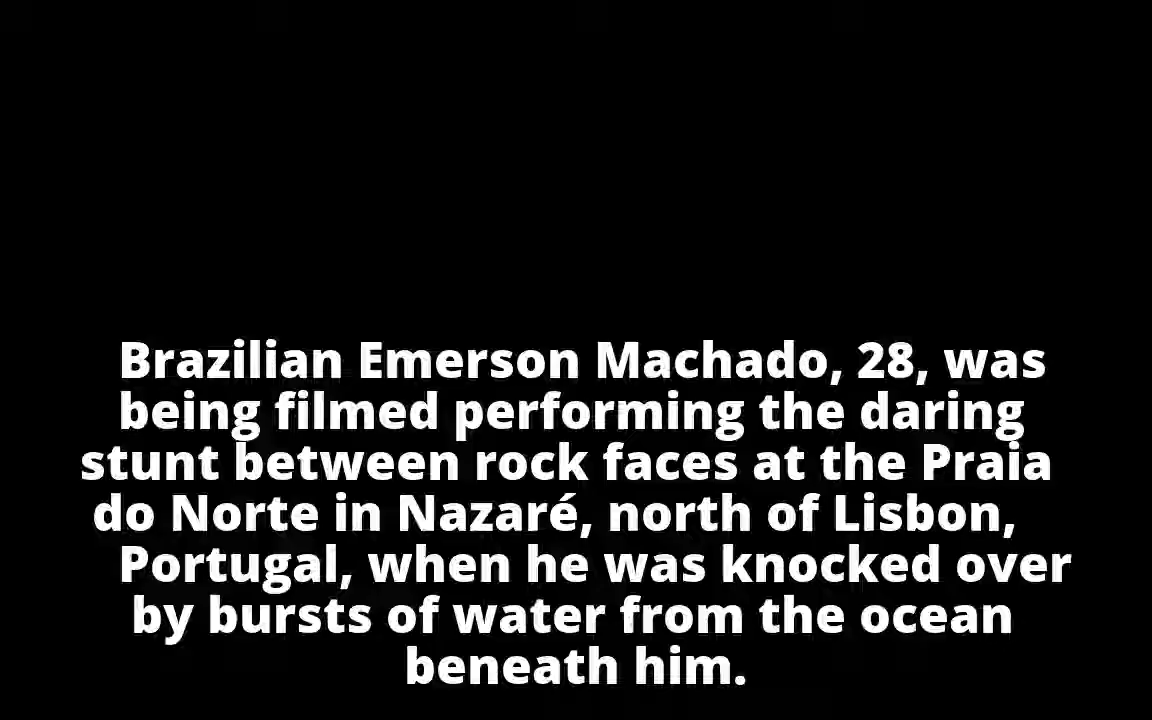 Brazilian Emerson Machado, 28, was
being filmed performing the daring
stunt between rock faces at the Praia
do Norte in Nazaré, north of Lisbon,
Portugal, when he was knocked over
by bursts of water from the ocean
beneath him.